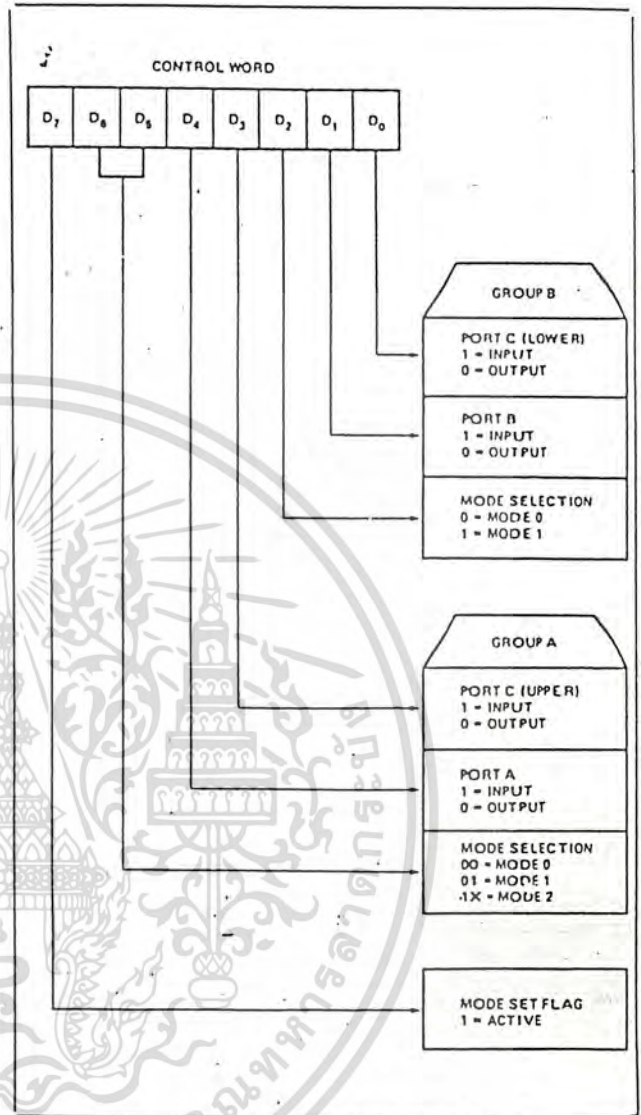 CONTROL WORD
D7 D6 D5 D4 D3 D2 D1 D0
GROUP B
PORT C (LOWER)
1 = INPUT
0 = OUTPUT
PORT B
1 = INPUT
0 = OUTPUT
MODE SELECTION
0 = MODE 0
1 = MODE 1
GROUP A
PORT C (UPPER)
1 = INPUT
0 = OUTPUT
PORT A
1 = INPUT
0 = OUTPUT
MODE SELECTION
00 = MODE 0
01 = MODE 1
1X = MODE 2
MODE SET FLAG
1 = ACTIVE